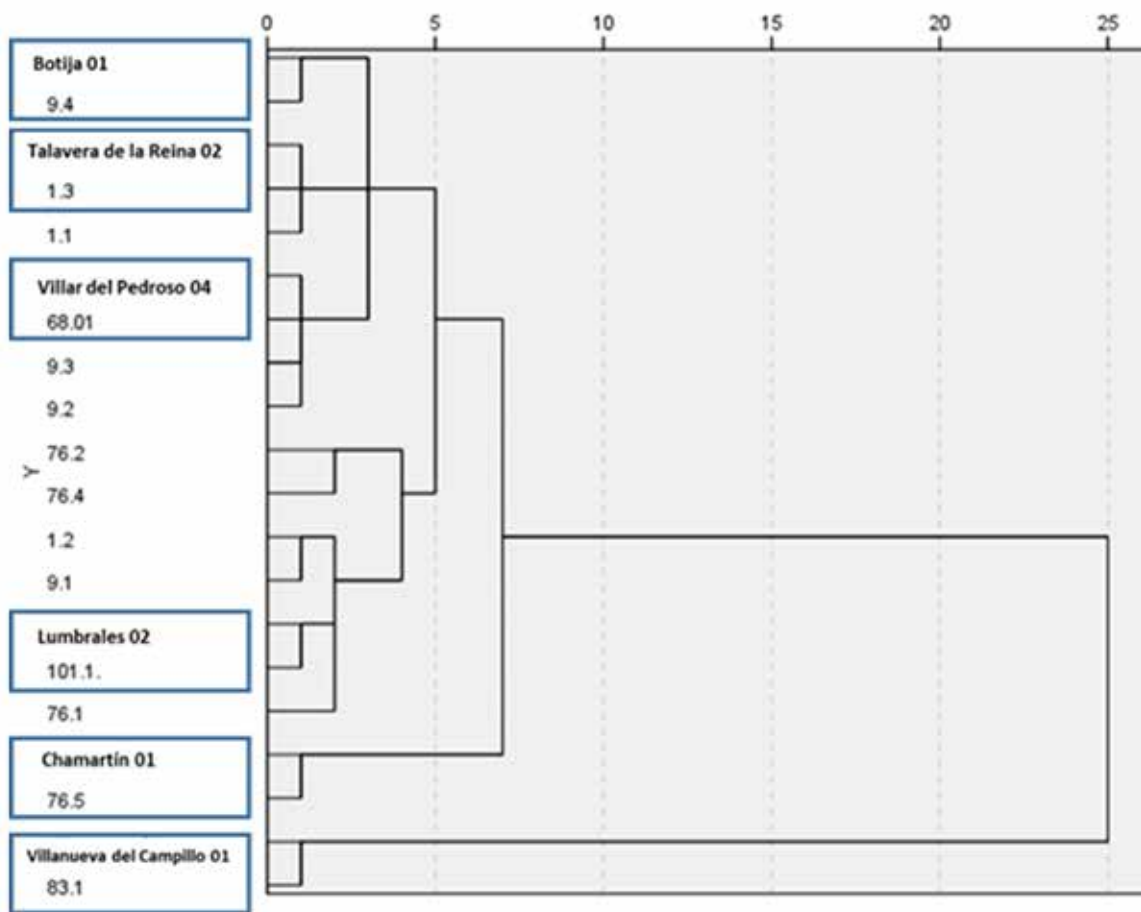 0 5 10 15 20 25
Botija 01
9.4
Talavera de la Reina 02
1.3
1.1
Villar del Pedroso 04
68.01
9.3
9.2
76.2
Y
76.4
1.2
9.1
Lumbrales 02
101.1.
76.1
Chamartín 01
76.5
Villanueva del Campillo 01
83.1